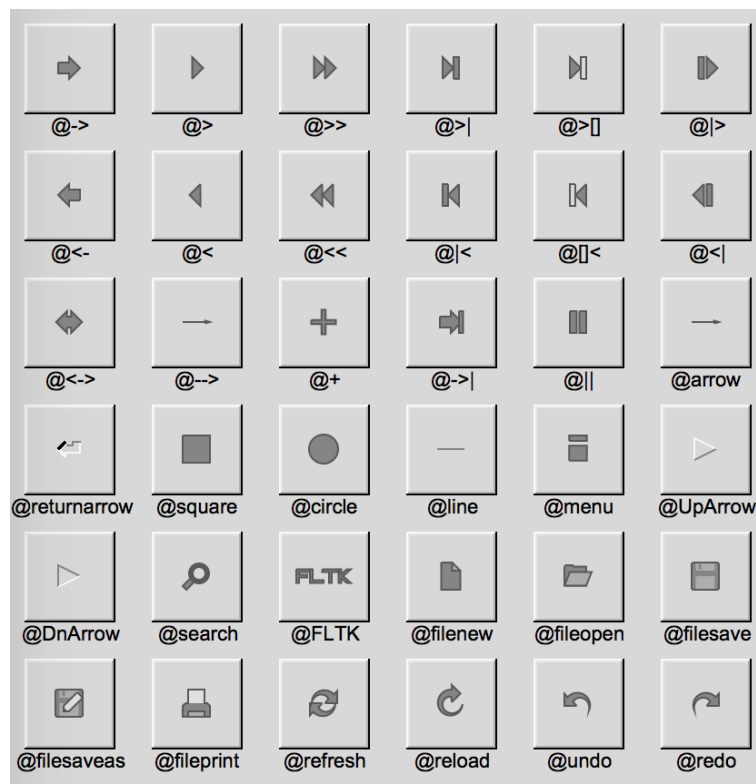 @-> @> @>> @>| @>[] @|>
@<- @< @<< @|< @[]< @<|
@<-> @--> @+ @->| @|| @arrow
@returnarrow @square @circle @line @menu @UpArrow
FLTK
@DnArrow @search @FLTK @filenew @fileopen @filesave
@filesaveas @fileprint @refresh @reload @undo @redo